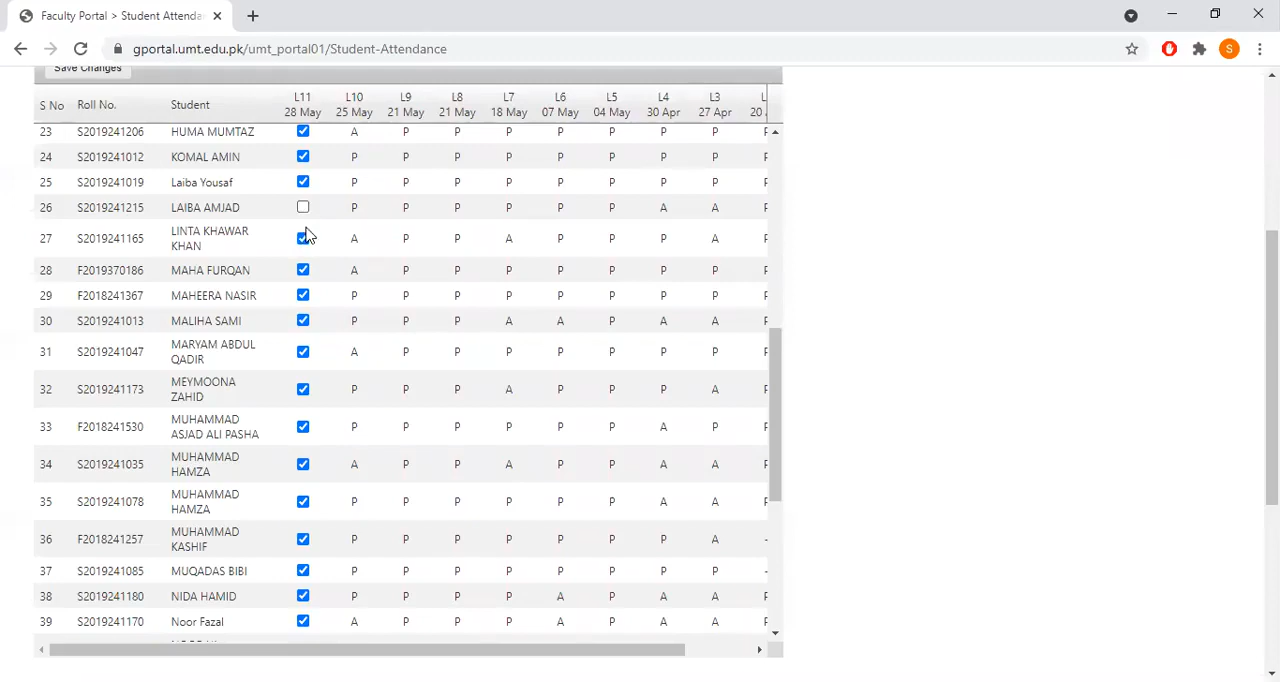 Faculty Portal > Student Attenda
gportal.umt.edu.pk/umt_portal01/Student-Attendance
S
Save Changes
S No Roll No. Student L11 L10 L9 L8 L7 L6 L5 L4 L3 L
28 May 25 May 21 May 21 May 18 May 07 May 04 May 30 Apr 27 Apr 20
23 S2019241206 HUMA MUMTAZ A P P P P P P P
24 S2019241012 KOMAL AMIN P P P P P P P P
25 S2019241019 Laiba Yousaf P P P P P P P P
26 S2019241215 LAIBA AMJAD P P P P P P A A
27 S2019241165 LINTA KHAWAR KHAN A P P A P P P A
28 F2019370186 MAHA FURQAN A P P P P P P P
29 F2018241367 MAHEERA NASIR P P P P P P P P
30 S2019241013 MALIHA SAMI P P P A A P A A
31 S2019241047 MARYAM ABDUL QADIR A P P P P P P P
32 S2019241173 MEYMOONA ZAHID P P P A P P P A
33 F2018241530 MUHAMMAD ASJAD ALI PASHA P P P P P P A P
34 S2019241035 MUHAMMAD HAMZA A P P A P P A A
35 S2019241078 MUHAMMAD HAMZA P P P P P P A A
36 F2018241257 MUHAMMAD KASHIF P P P P P P P A -
37 S2019241085 MUQADAS BIBI P P P P P P P P -
38 S2019241180 NIDA HAMID P P P P A P A A
39 S2019241170 Noor Fazal A P P P A P A A